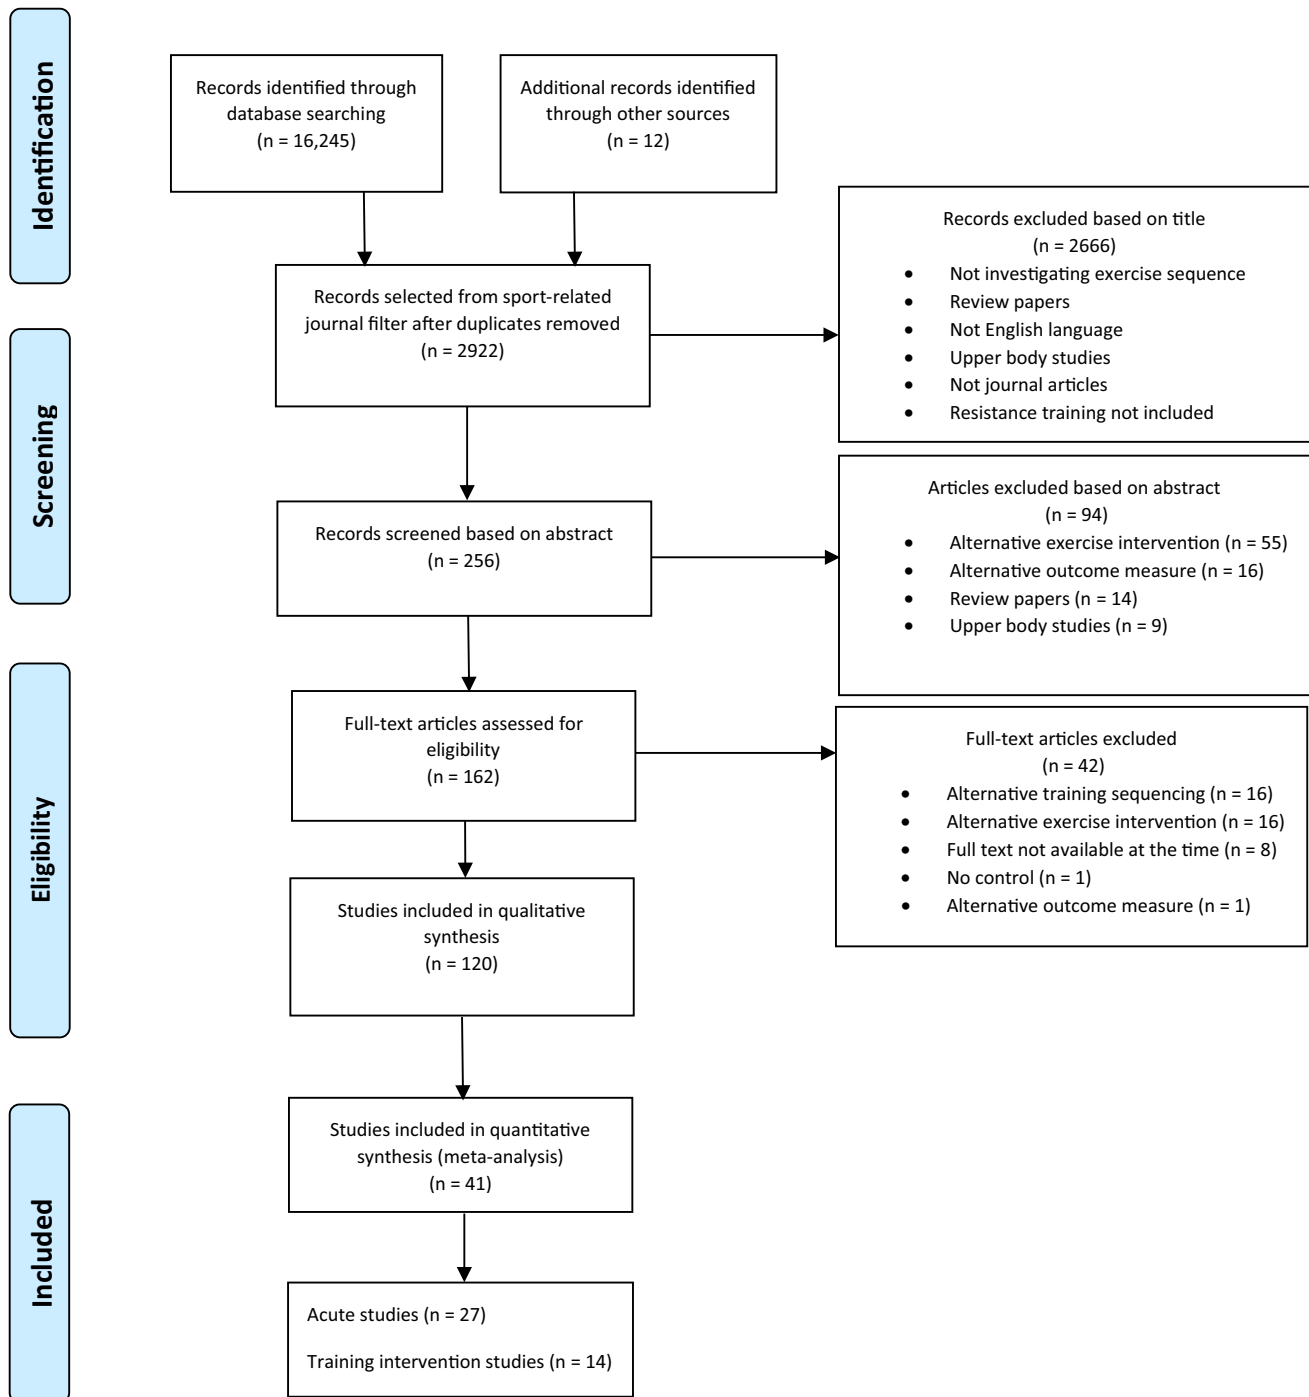 Identification
Records identified through
database searching
(n = 16,245)
Additional records identified
through other sources
(n = 12)
Records selected from sport-related
journal filter after duplicates removed
(n = 2922)
Records excluded based on title
(n = 2666)
• Not investigating exercise sequence
• Review papers
• Not English language
• Upper body studies
• Not journal articles
• Resistance training not included
Screening
Records screened based on abstract
(n = 256)
Articles excluded based on abstract
(n = 94)
• Alternative exercise intervention (n = 55)
• Alternative outcome measure (n = 16)
• Review papers (n = 14)
• Upper body studies (n = 9)
Eligibility
Full-text articles assessed for
eligibility
(n = 162)
Full-text articles excluded
(n = 42)
• Alternative training sequencing (n = 16)
• Alternative exercise intervention (n = 16)
• Full text not available at the time (n = 8)
• No control (n = 1)
• Alternative outcome measure (n = 1)
Studies included in qualitative
synthesis
(n = 120)
Included
Studies included in quantitative
synthesis (meta-analysis)
(n = 41)
Acute studies (n = 27)
Training intervention studies (n = 14)